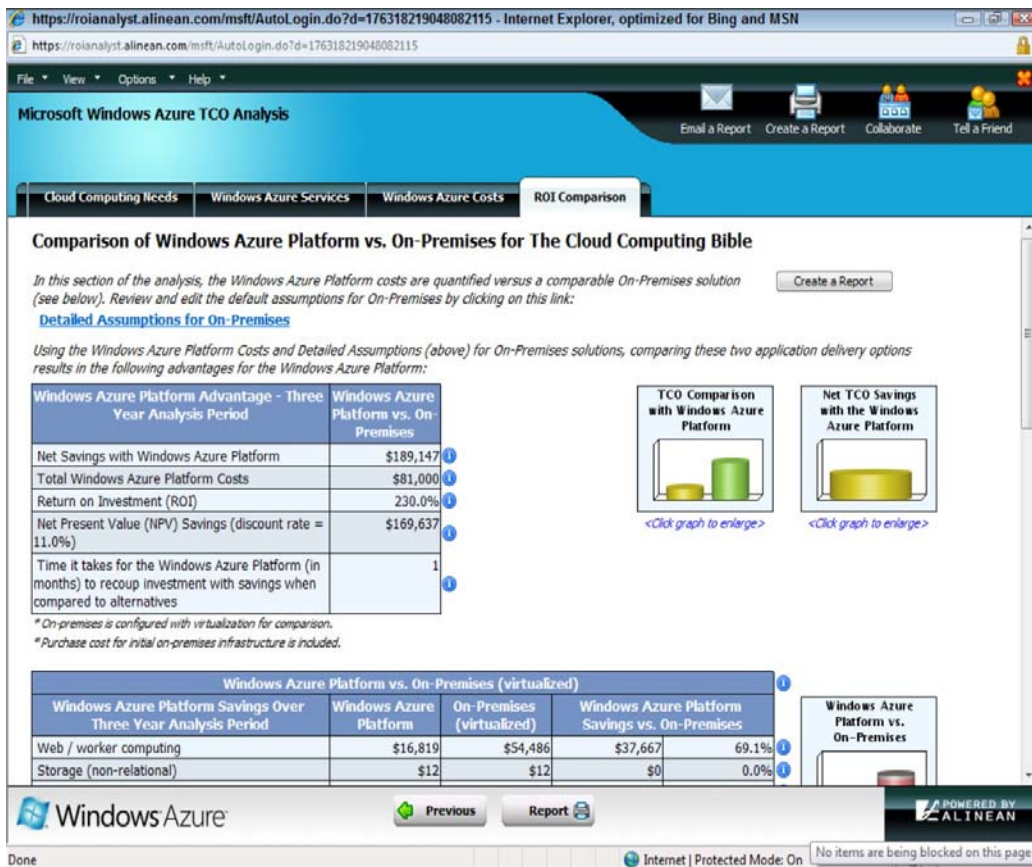 https://roianalyst.alinean.com/msft/AutoLogin.do?d=176318219048082115 - Internet Explorer, optimized for Bing and MSN
https://roianalyst.alinean.com/msft/AutoLogin.do?d=176318219048082115
File View Options Help
Microsoft Windows Azure TCO Analysis
Email a Report Create a Report Collaborate Tell a Friend
Cloud Computing Needs Windows Azure Services Windows Azure Costs ROI Comparison
Comparison of Windows Azure Platform vs. On-Premises for The Cloud Computing Bible
In this section of the analysis, the Windows Azure Platform costs are quantified versus a comparable On-Premises solution
(see below). Review and edit the default assumptions for On-Premises by clicking on this link:
Create a Report
Detailed Assumptions for On-Premises
Using the Windows Azure Platform Costs and Detailed Assumptions (above) for On-Premises solutions, comparing these two application delivery options
results in the following advantages for the Windows Azure Platform:
Windows Azure Platform Advantage - Three
Year Analysis Period
Windows Azure
Platform vs. On-
Premises
Net Savings with Windows Azure Platform $189,147
Total Windows Azure Platform Costs $81,000
Return on Investment (ROI) 230.0%
Net Present Value (NPV) Savings (discount rate =
11.0%)
$169,637
Time it takes for the Windows Azure Platform (in
months) to recoup investment with savings when
compared to alternatives
1
TCO Comparison
with Windows Azure
Platform
<Click graph to enlarge>
Net TCO Savings
with the Windows
Azure Platform
<Click graph to enlarge>
* On-premises is configured with virtualization for comparison.
* Purchase cost for initial on-premises infrastructure is included.
Windows Azure Platform vs. On-Premises (virtualized)
Windows Azure Platform Savings Over
Three Year Analysis Period
Windows Azure
Platform
On-Premises
(virtualized)
Windows Azure Platform
Savings vs. On-Premises
Web / worker computing $16,819 $54,486 $37,667 69.1%
Storage (non-relational) $12 $12 $0 0.0%
Windows Azure
Platform vs.
On-Premises
Windows Azure
Previous
Report
POWERED BY
ALINEAN
Done
Internet | Protected Mode: On
No items are being blocked on this page